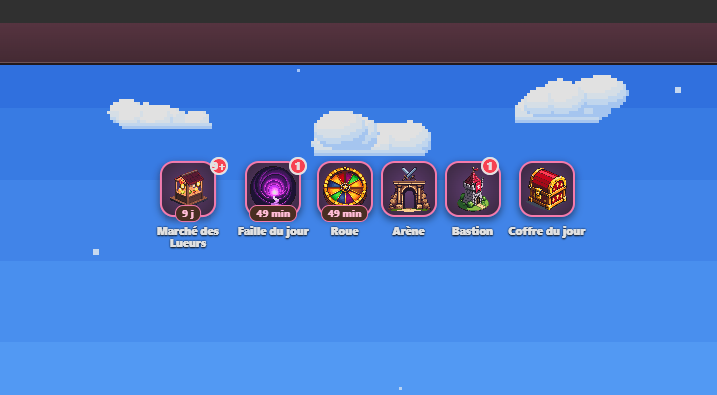 9+
1
1
9 j
49 min
49 min
Marché des
Lueurs
Faille du jour
Roue
Arène
Bastion
Coffre du jour